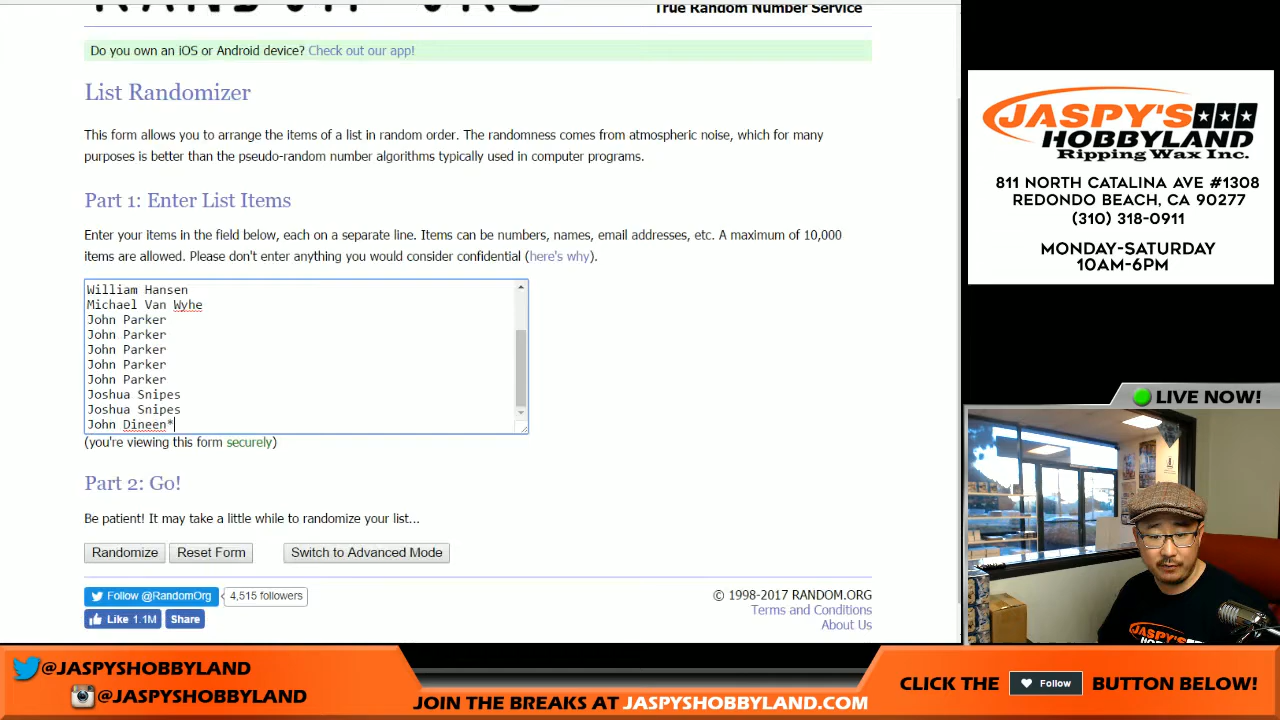 RANDOM ORG
True Random Number Service
Do you own an iOS or Android device? Check out our app!
List Randomizer
This form allows you to arrange the items of a list in random order. The randomness comes from atmospheric noise, which for many
purposes is better than the pseudo-random number algorithms typically used in computer programs.
Part 1: Enter List Items
Enter your items in the field below, each on a separate line. Items can be numbers, names, email addresses, etc. A maximum of 10,000
items are allowed. Please don't enter anything you would consider confidential (here's why).
William Hansen
Michael Van Wyhe
John Parker
John Parker
John Parker
John Parker
John Parker
Joshua Snipes
Joshua Snipes
John Dineen*
(you're viewing this form securely)
Part 2: Go!
Be patient! It may take a little while to randomize your list...
Randomize
Reset Form
Switch to Advanced Mode
Follow @RandomOrg
4,515 followers
Like 1.1M
Share
© 1998-2017 RANDOM.ORG
Terms and Conditions
About Us
JASPY'S
HOBBYLAND
Ripping Wax Inc.
811 NORTH CATALINA AVE #1308
REDONDO BEACH, CA 90277
(310) 318-0911
MONDAY-SATURDAY
10AM-6PM
LIVE NOW!
JASPY'S
@JASPYSHOBBYLAND
@JASPYSHOBBYLAND
JOIN THE BREAKS AT JASPYSHOBBYLAND.COM
CLICK THE Follow BUTTON BELOW!